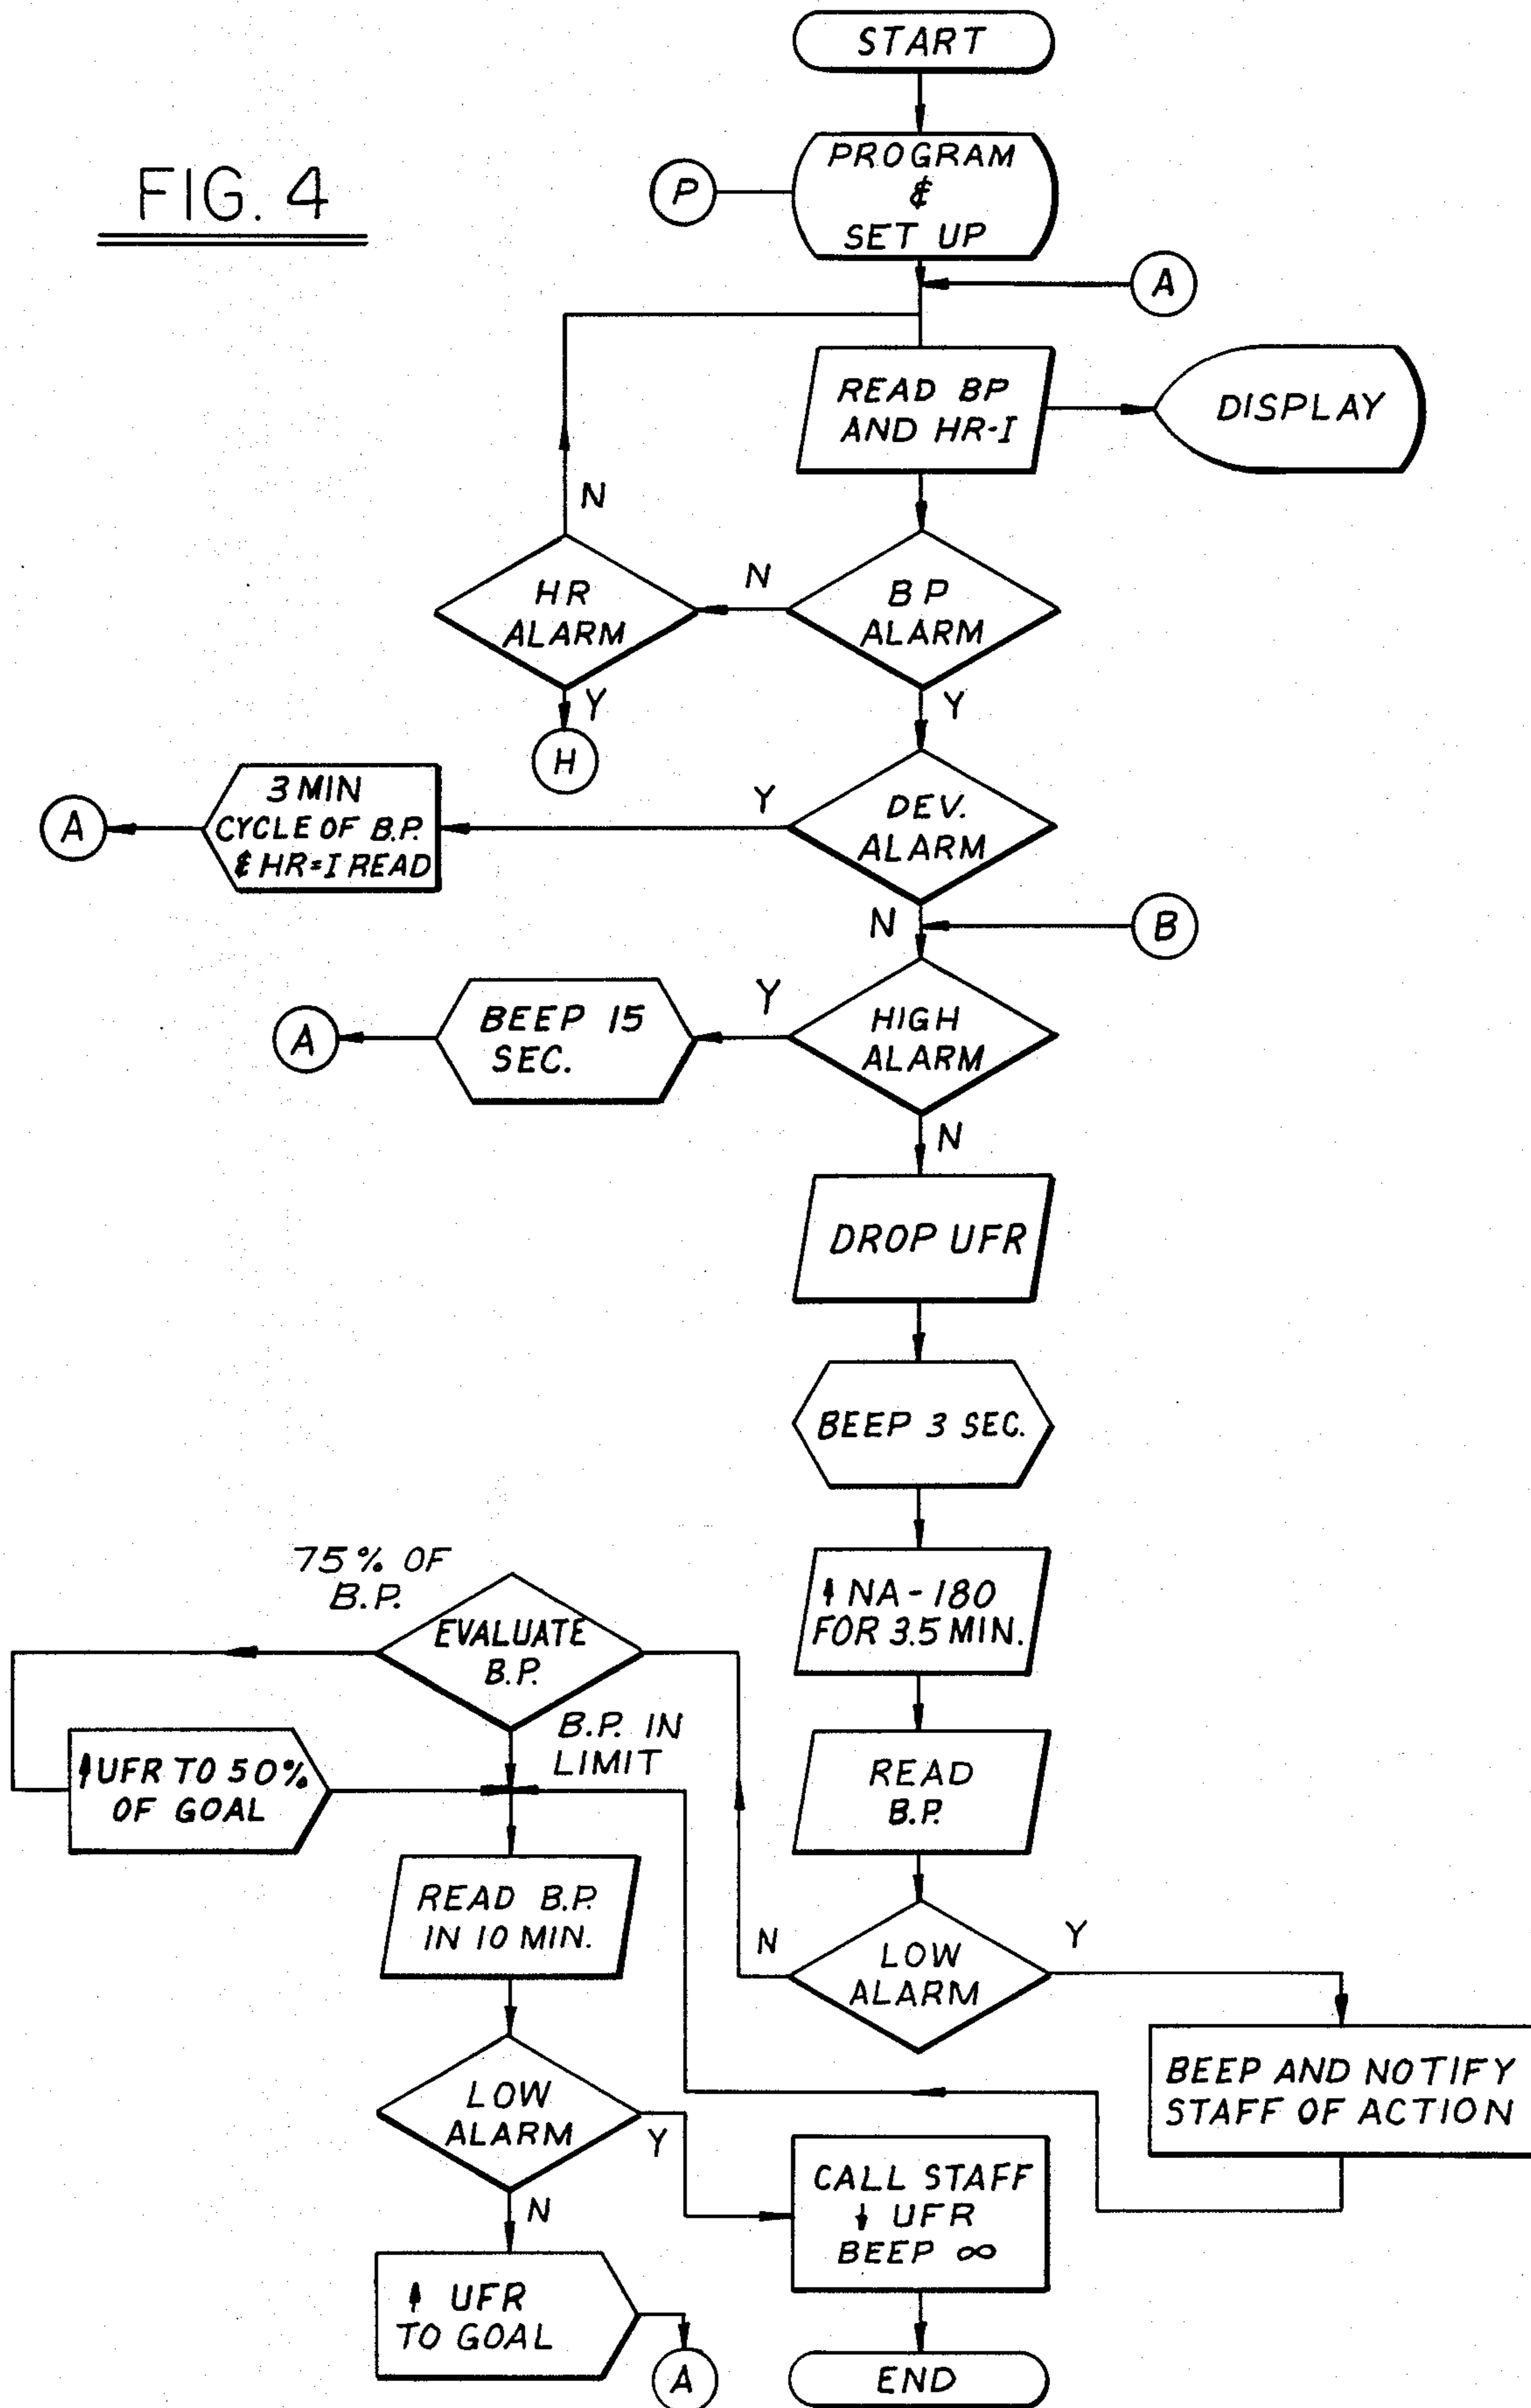 START
FIG. 4
PROGRAM
&
SET UP
P
A
READ BP
AND HR-I
DISPLAY
N
HR
ALARM
N
BP
ALARM
Y
H
Y
3 MIN
CYCLE OF B.P.
& HR=I READ
A
Y
DEV.
ALARM
N
B
A
BEEP 15
SEC.
Y
HIGH
ALARM
N
DROP UFR
BEEP 3 SEC.
↑ NA-180
FOR 3.5 MIN.
75% OF
B.P.
EVALUATE
B.P.
B.P. IN
LIMIT
↑UFR TO 50%
OF GOAL
READ
B.P.
READ B.P.
IN 10 MIN.
N
LOW
ALARM
Y
BEEP AND NOTIFY
STAFF OF ACTION
LOW
ALARM
Y
N
CALL STAFF
↓ UFR
BEEP ∞
↑ UFR
TO GOAL
A
END